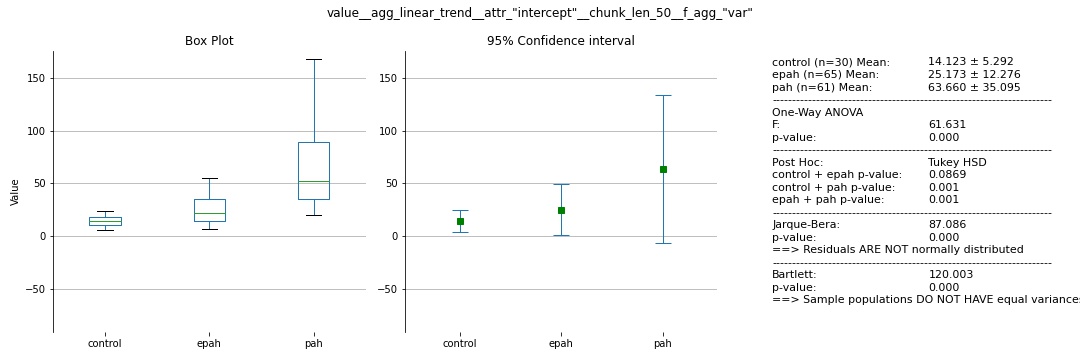 value__agg_linear_trend__attr_"intercept"__chunk_len_50__f_agg_"var"
Box Plot
Value
150
100
50
0
−50
control epah pah
95% Confidence interval
150
100
50
0
−50
control epah pah
control (n=30) Mean: 14.123 ± 5.292
epah (n=65) Mean: 25.173 ± 12.276
pah (n=61) Mean: 63.660 ± 35.095
One-Way ANOVA
F: 61.631
p-value: 0.000
Post Hoc: Tukey HSD
control + epah p-value: 0.0869
control + pah p-value: 0.001
epah + pah p-value: 0.001
Jarque-Bera: 87.086
p-value: 0.000
==> Residuals ARE NOT normally distributed
Bartlett: 120.003
p-value: 0.000
==> Sample populations DO NOT HAVE equal variances